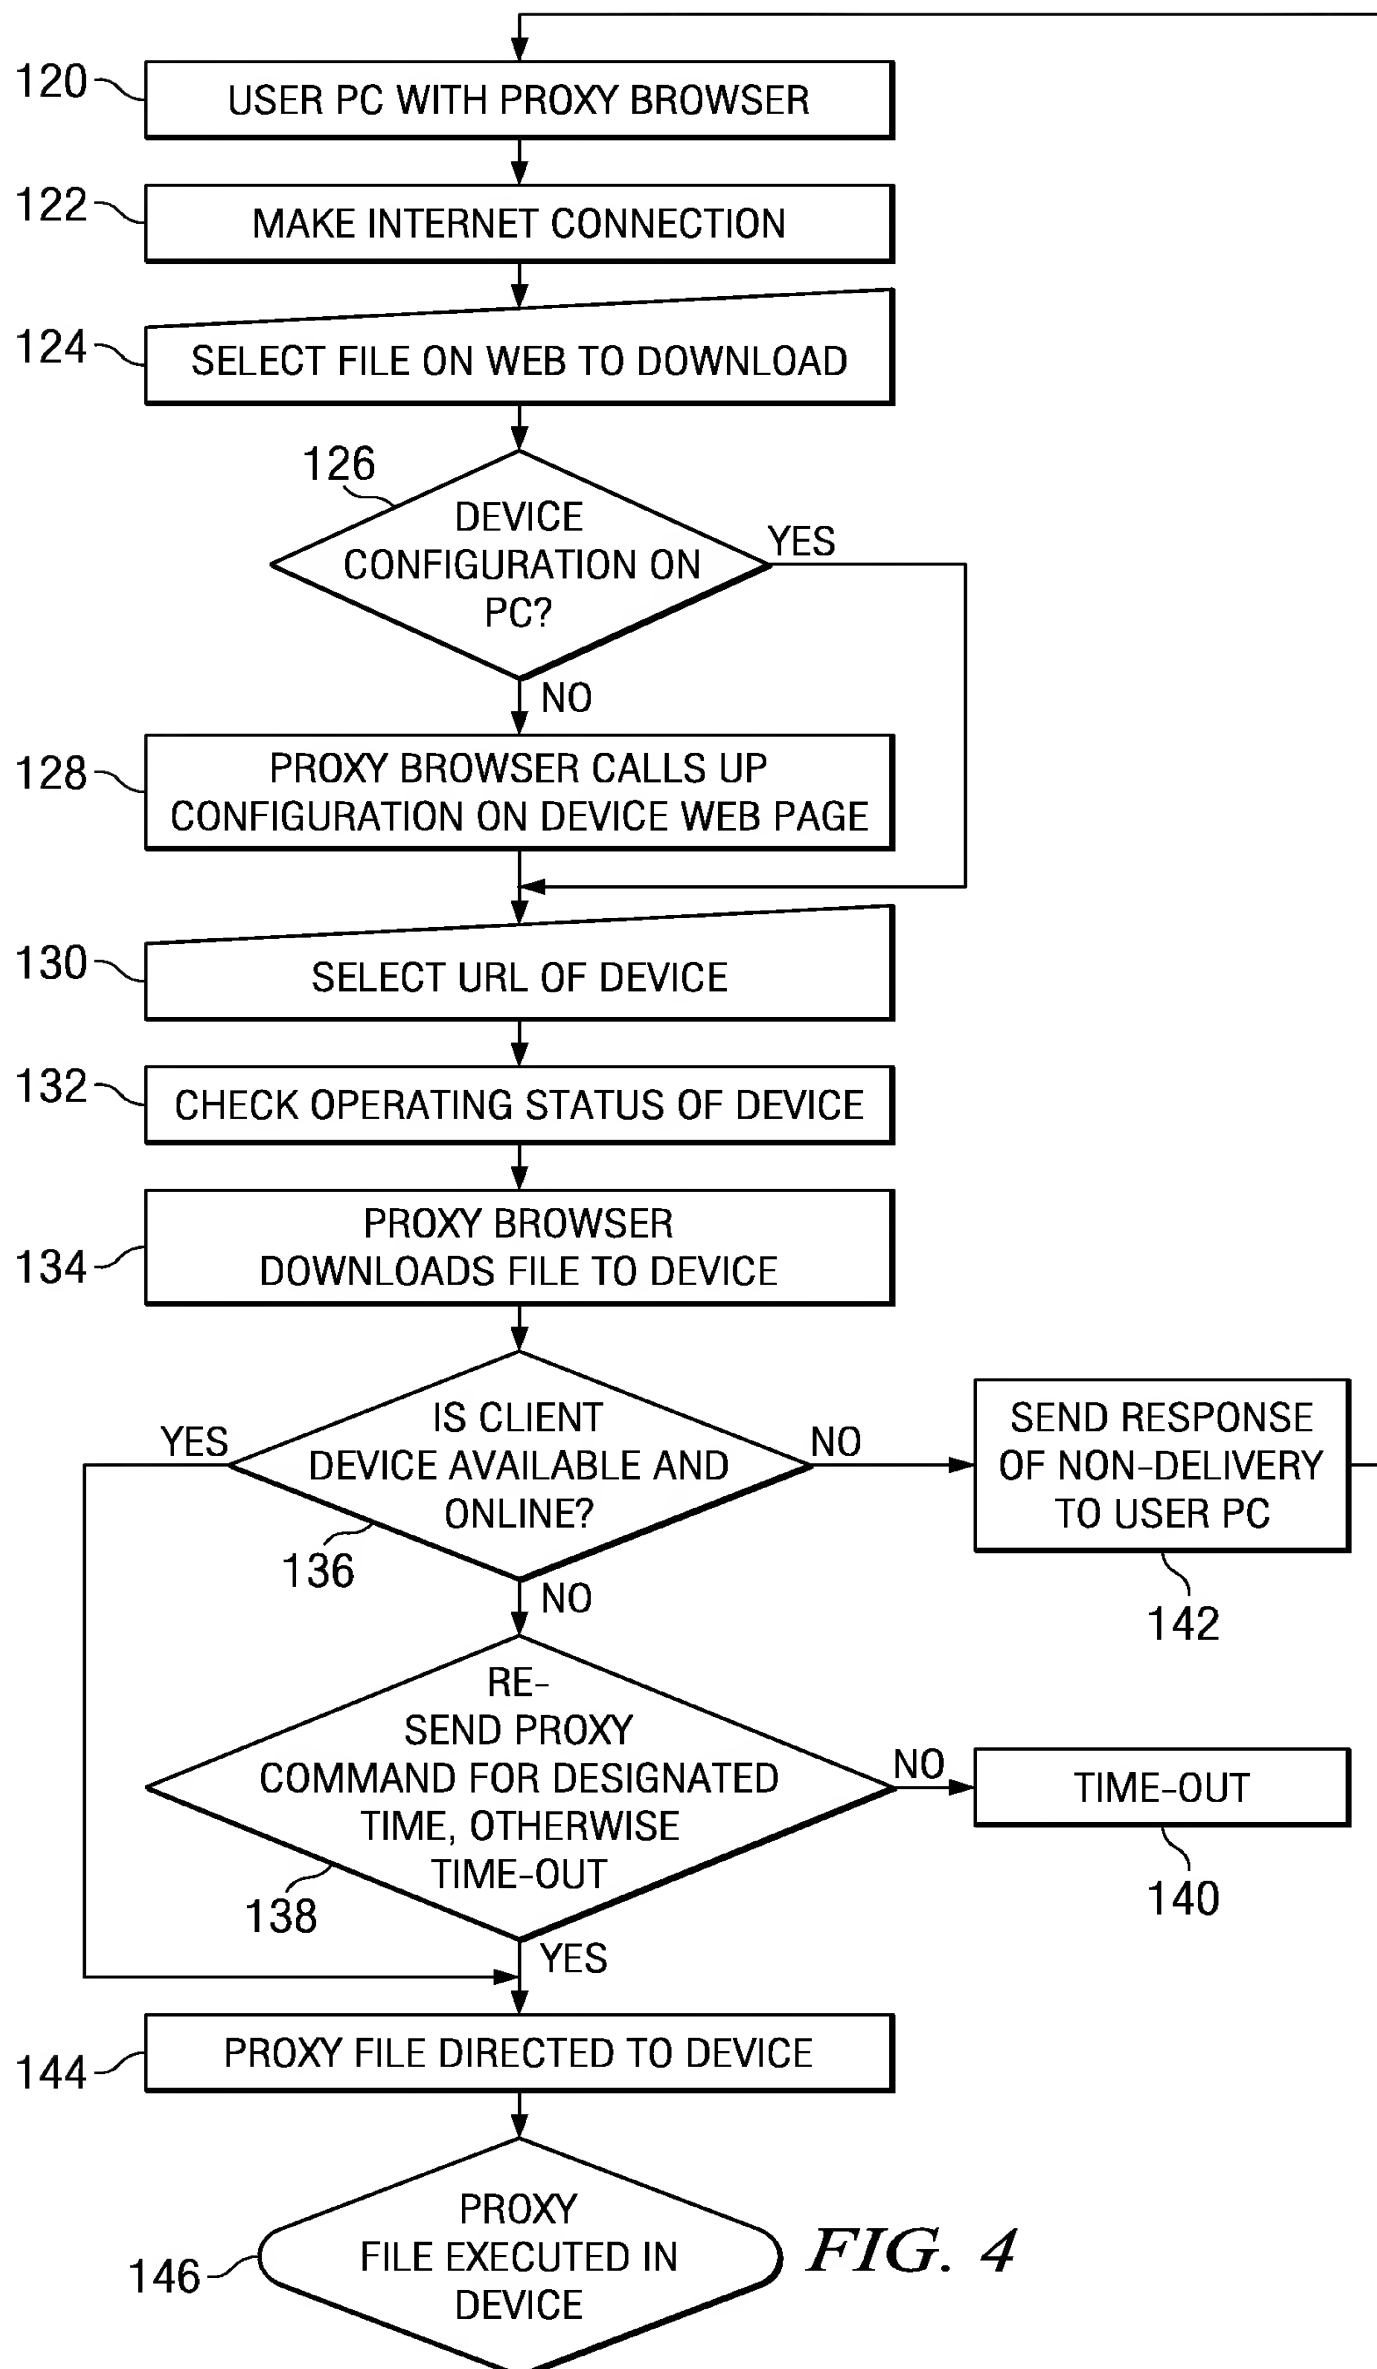 120
USER PC WITH PROXY BROWSER
122
MAKE INTERNET CONNECTION
124
SELECT FILE ON WEB TO DOWNLOAD
126
DEVICE
CONFIGURATION ON
PC?
YES
NO
128
PROXY BROWSER CALLS UP
CONFIGURATION ON DEVICE WEB PAGE
130
SELECT URL OF DEVICE
132
CHECK OPERATING STATUS OF DEVICE
134
PROXY BROWSER
DOWNLOADS FILE TO DEVICE
YES
IS CLIENT
DEVICE AVAILABLE AND
ONLINE?
136
NO
SEND RESPONSE
OF NON-DELIVERY
TO USER PC
142
NO
RE-
SEND PROXY
COMMAND FOR DESIGNATED
TIME, OTHERWISE
TIME-OUT
138
NO
TIME-OUT
140
YES
144
PROXY FILE DIRECTED TO DEVICE
146
PROXY
FILE EXECUTED IN
DEVICE
FIG. 4